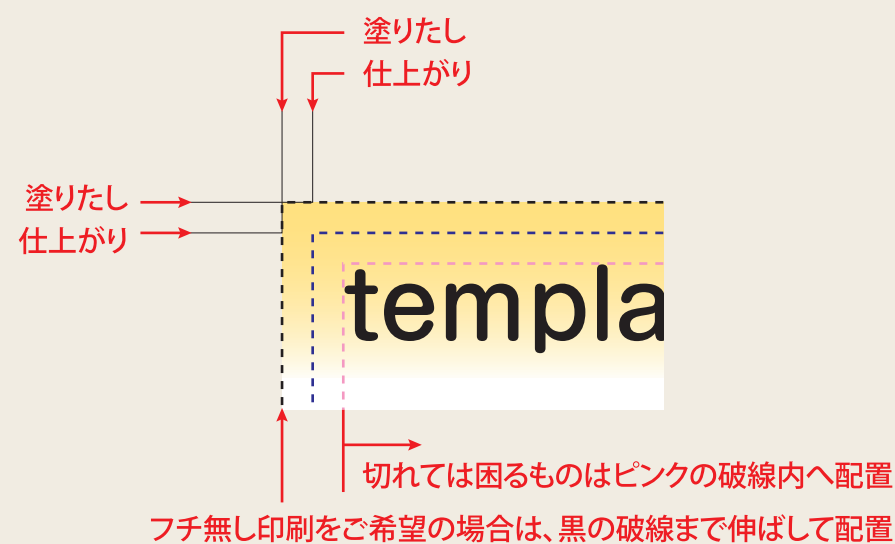 塗りたし
仕上がり
塗りたし
仕上がり
templa
切れては困るものはピンクの破線内へ配置
フチ無し印刷をご希望の場合は、黒の破線まで伸ばして配置